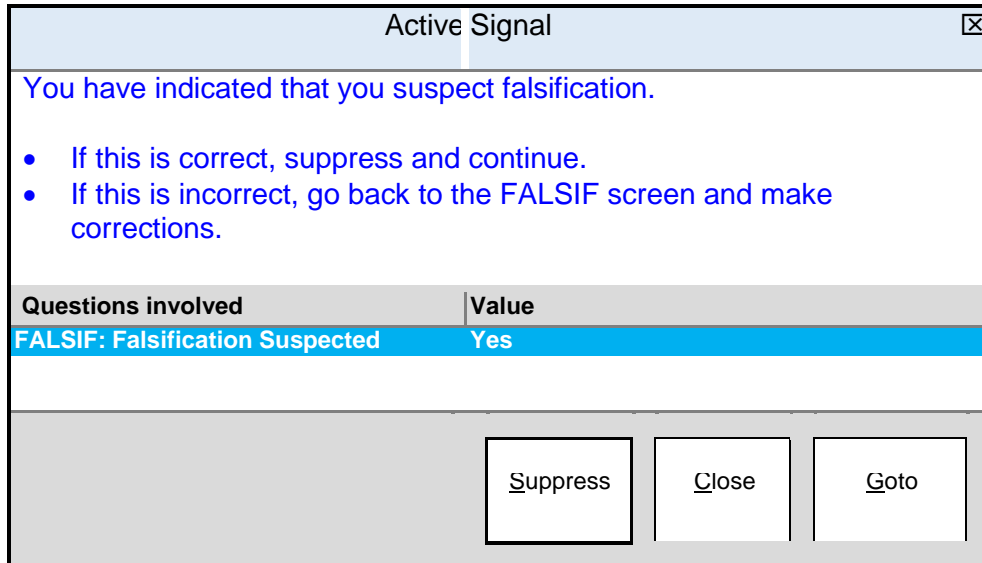 Active Signal ☒
You have indicated that you suspect falsification.
• If this is correct, suppress and continue.
• If this is incorrect, go back to the FALSIF screen and make
corrections.
Questions involved Value
FALSIF: Falsification Suspected Yes
Suppress Close Goto